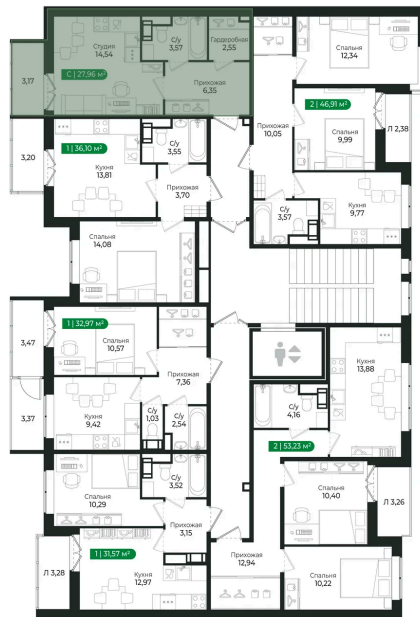 Студия
14,54
С/у
3,57
Гардеробная
2,55
Спальня
12,34
3,17
С | 27,96 м²
Прихожая
6,35
2 | 46,91 м²
Спальня
9,99
Л 2,38
1 | 36,10 м²
Кухня
13,81
С/у
3,55
Прихожая
10,05
3,20
Прихожая
3,70
С/у
3,57
Кухня
9,77
Спальня
14,08
1 | 32,97 м²
Спальня
10,57
3,47
Прихожая
7,36
Кухня
13,88
3,37
Кухня
9,42
С/у
1,03
С/у
2,54
С/у
4,16
2 | 53,23 м²
Спальня
10,29
С/у
3,52
Спальня
10,40
Л 3,26
Прихожая
3,15
1 | 31,57 м²
Кухня
12,97
Л 3,28
Прихожая
12,94
Спальня
10,22